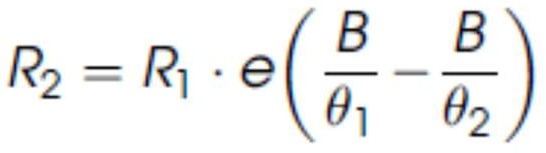 R₂ = R₁ · e(B/θ₁ − B/θ₂)